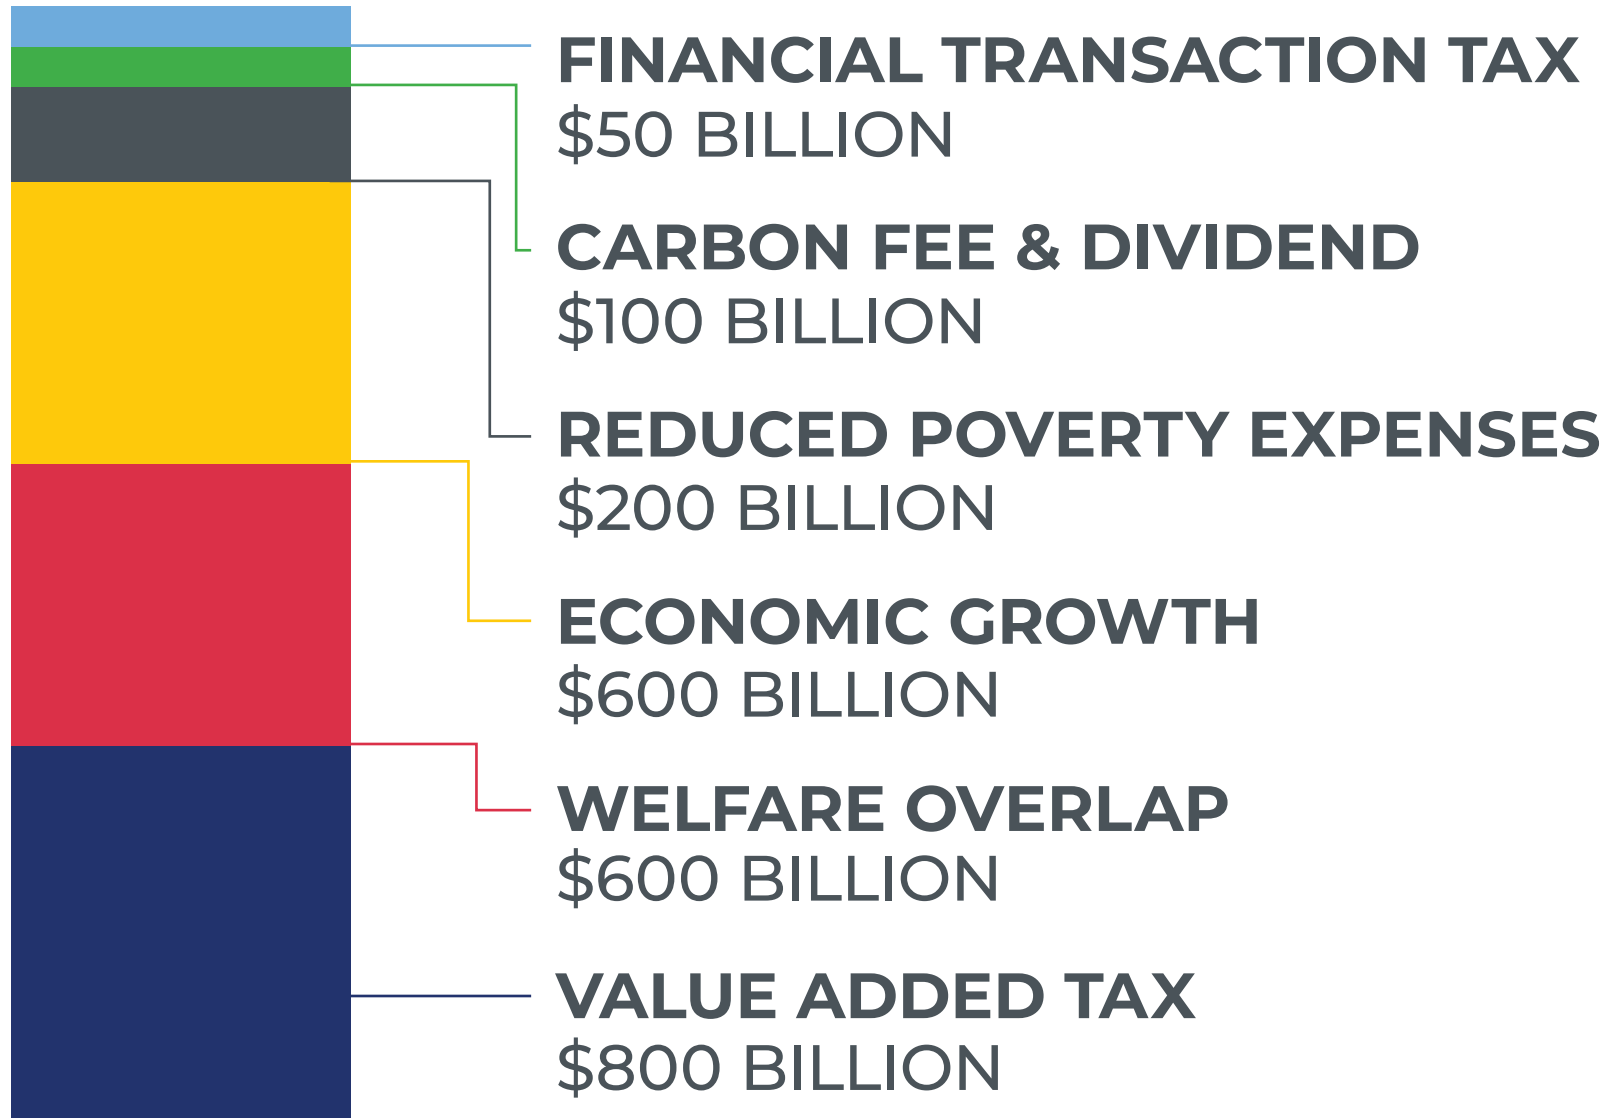 FINANCIAL TRANSACTION TAX
$50 BILLION
CARBON FEE & DIVIDEND
$100 BILLION
REDUCED POVERTY EXPENSES
$200 BILLION
ECONOMIC GROWTH
$600 BILLION
WELFARE OVERLAP
$600 BILLION
VALUE ADDED TAX
$800 BILLION